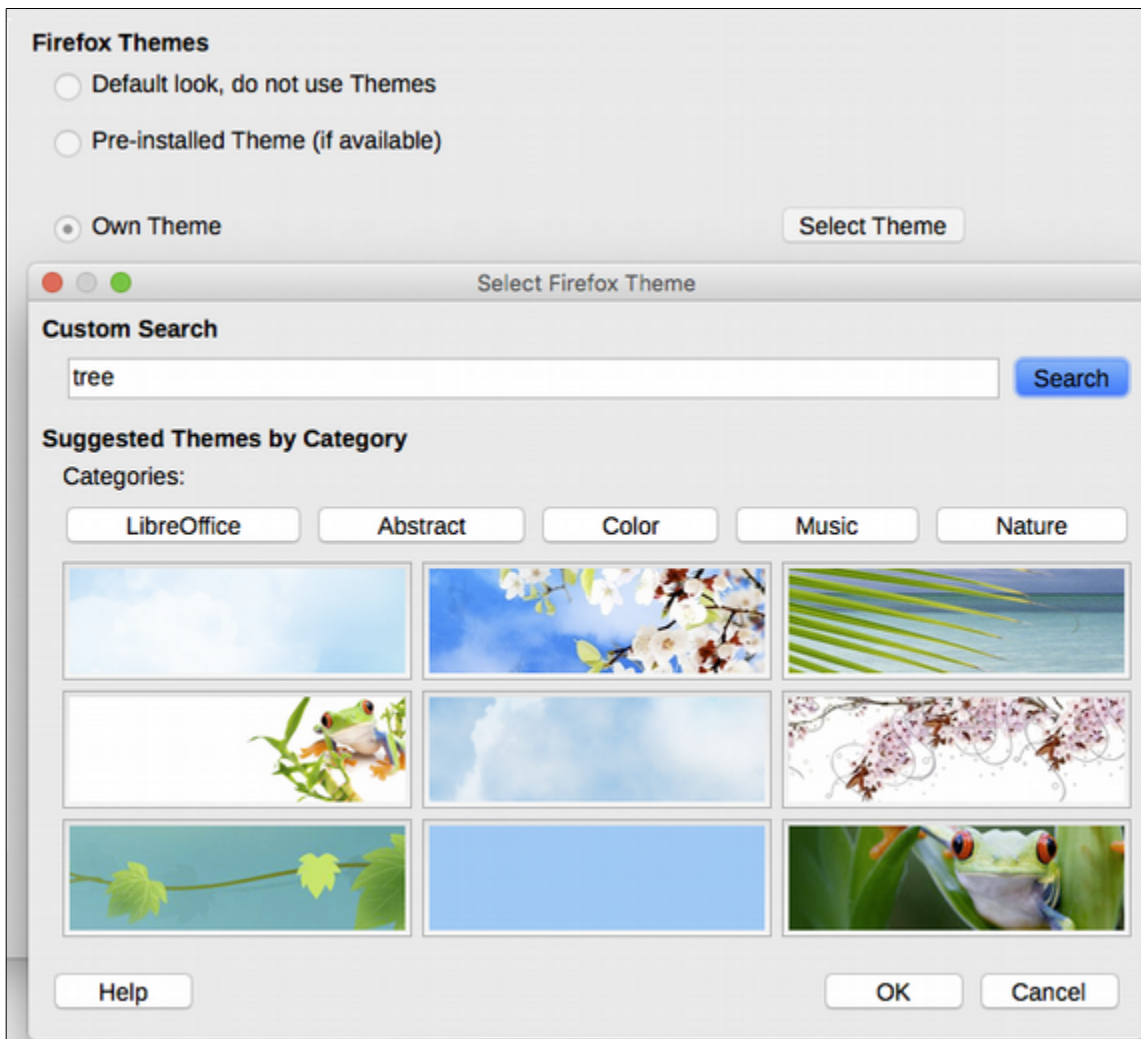 Firefox Themes
Default look, do not use Themes
Pre-installed Theme (if available)
Own Theme Select Theme
Select Firefox Theme
Custom Search
tree Search
Suggested Themes by Category
Categories:
LibreOffice Abstract Color Music Nature
Help OK Cancel